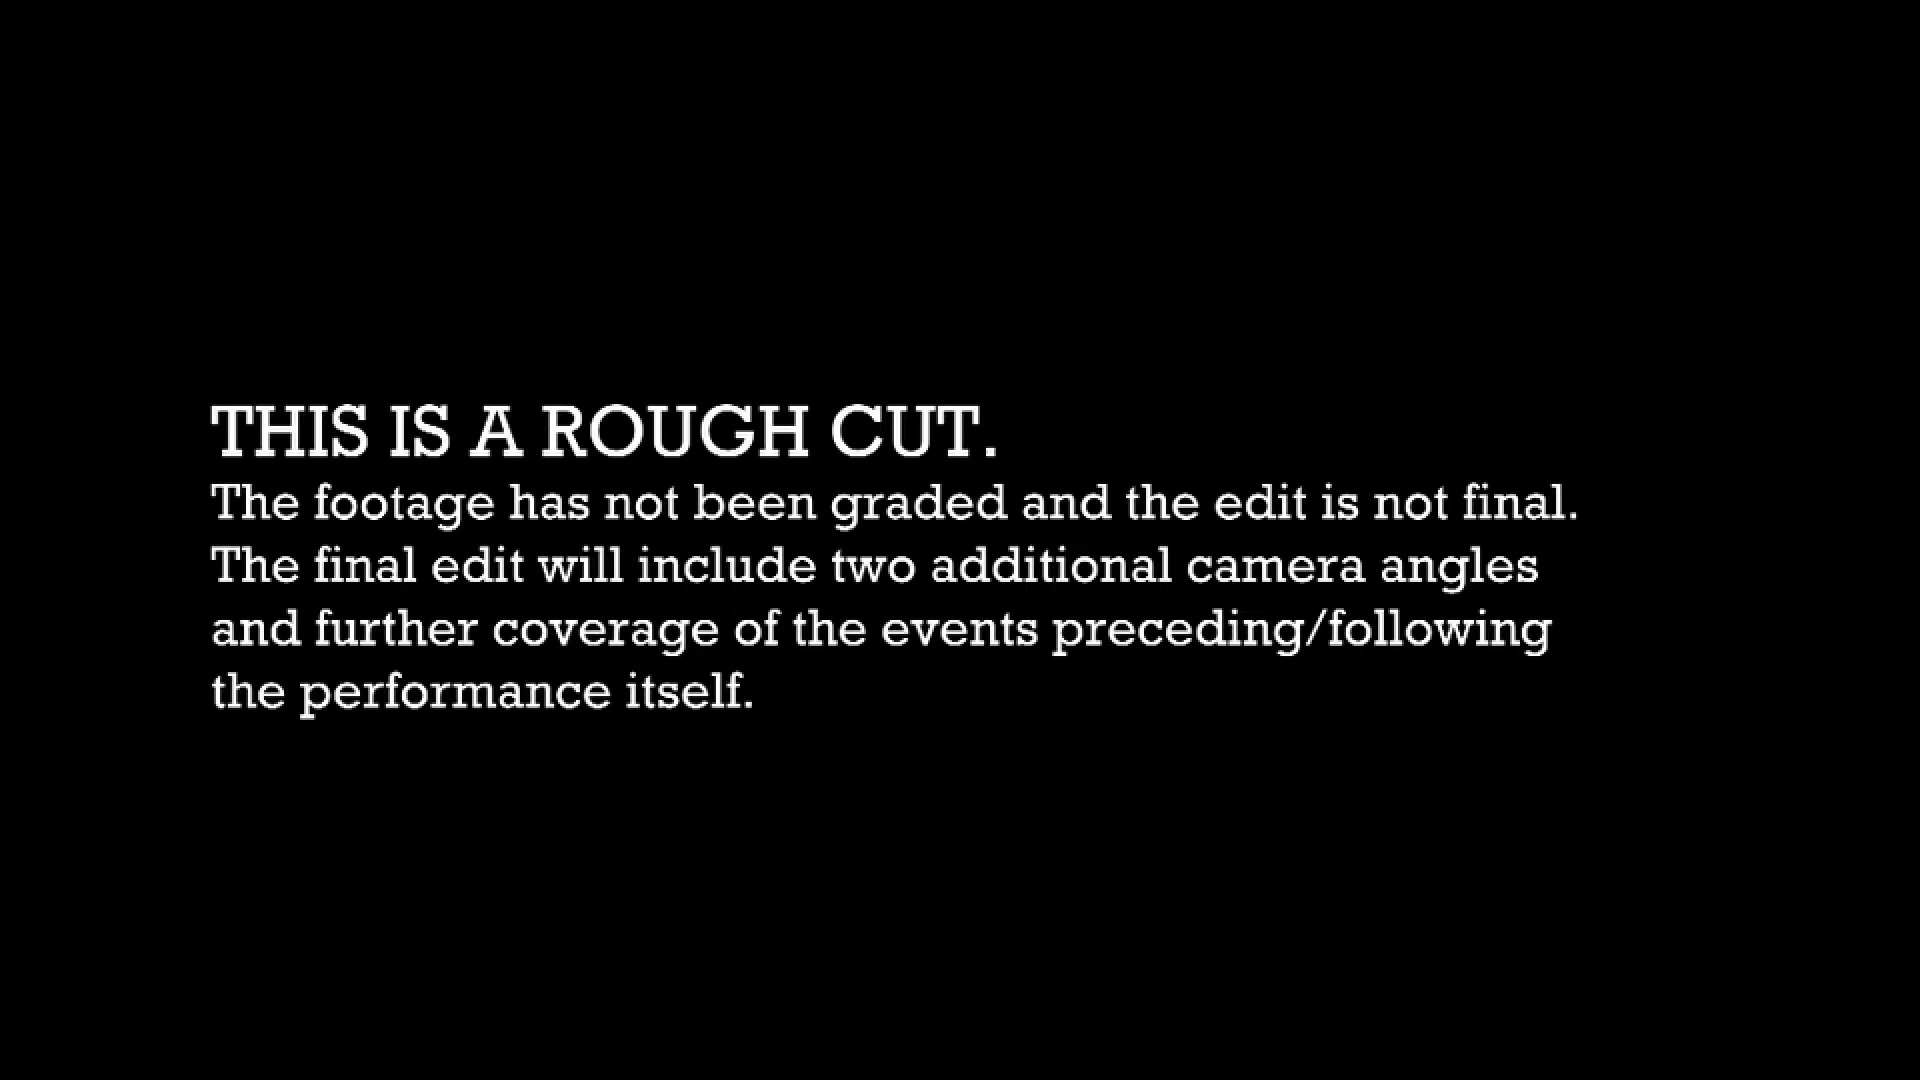 THIS IS A ROUGH CUT.
The footage has not been graded and the edit is not final.
The final edit will include two additional camera angles
and further coverage of the events preceding/following
the performance itself.